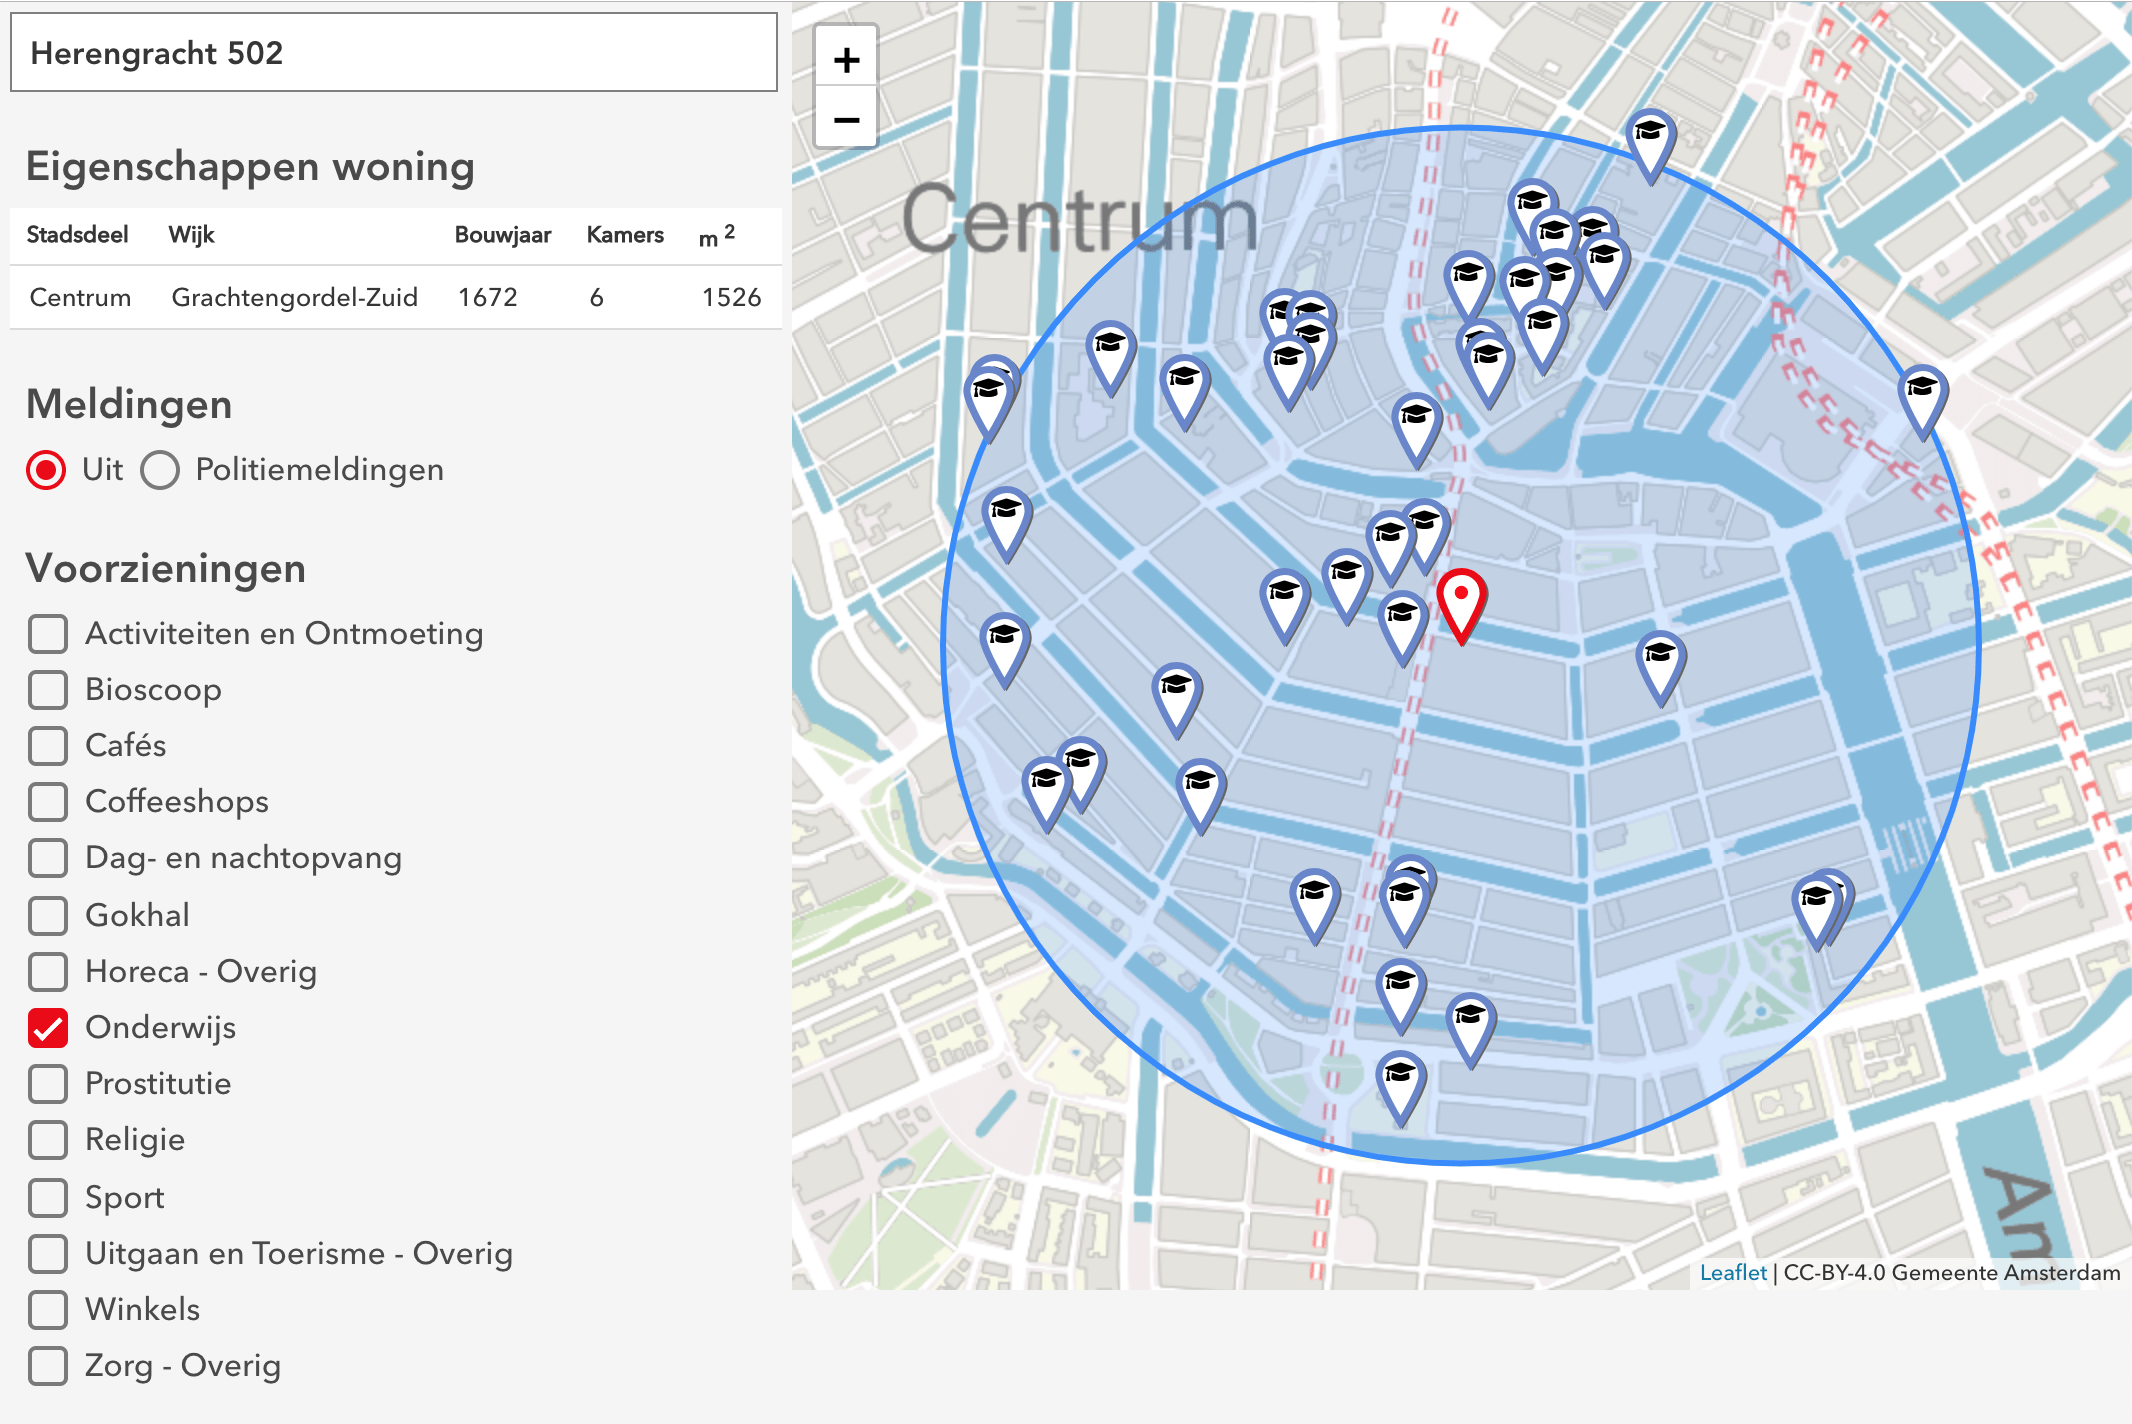 Herengracht 502
Eigenschappen woning
Stadsdeel Wijk Bouwjaar Kamers m 2
Centrum Grachtengordel-Zuid 1672 6 1526
Meldingen
Uit Politiemeldingen
Voorzieningen
Activiteiten en Ontmoeting
Bioscoop
Cafés
Coffeeshops
Dag- en nachtopvang
Gokhal
Horeca - Overig
Onderwijs
Prostitutie
Religie
Sport
Uitgaan en Toerisme - Overig
Winkels
Zorg - Overig
+
−
Centrum
Am
Leaflet | CC-BY-4.0 Gemeente Amsterdam